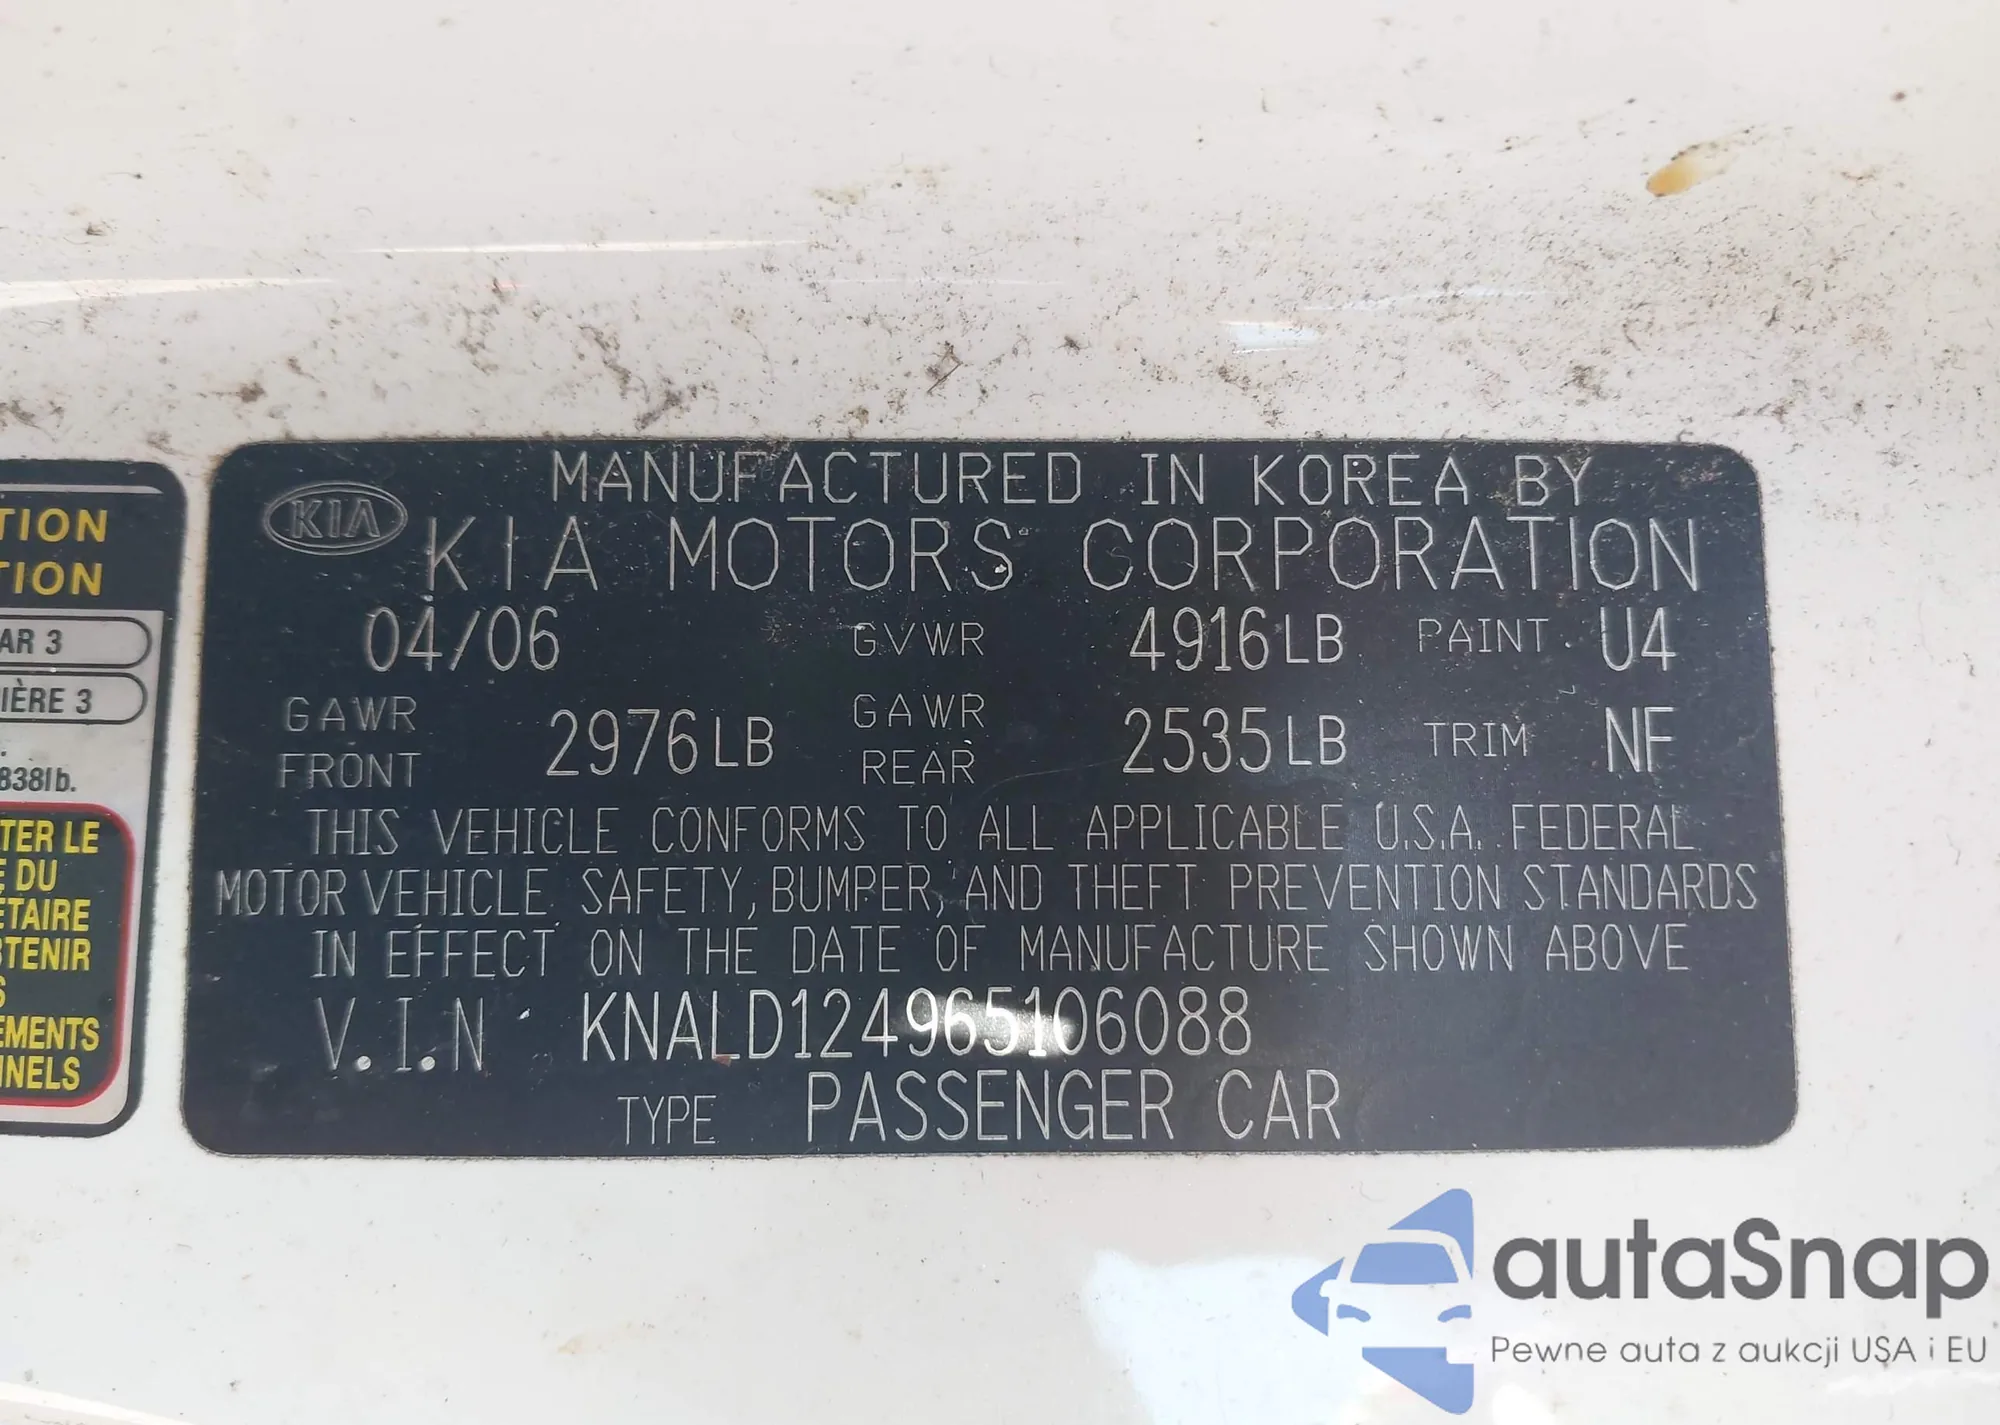 TION
TION
AR 3
IÈRE 3
838lb.
TER LE
E DU
ÉTAIRE
BTENIR
S
EMENTS
NNELS
KIA
MANUFACTURED IN KOREA BY
KIA MOTORS CORPORATION
04/06 GVWR 4916LB PAINT U4
GAWR FRONT 2976LB GAWR REAR 2535LB TRIM NF
THIS VEHICLE CONFORMS TO ALL APPLICABLE U.S.A. FEDERAL
MOTOR VEHICLE SAFETY, BUMPER, AND THEFT PREVENTION STANDARDS
IN EFFECT ON THE DATE OF MANUFACTURE SHOWN ABOVE
V.I.N KNALD124965106088
TYPE PASSENGER CAR
autaSnap
Pewne auta z aukcji USA i EU